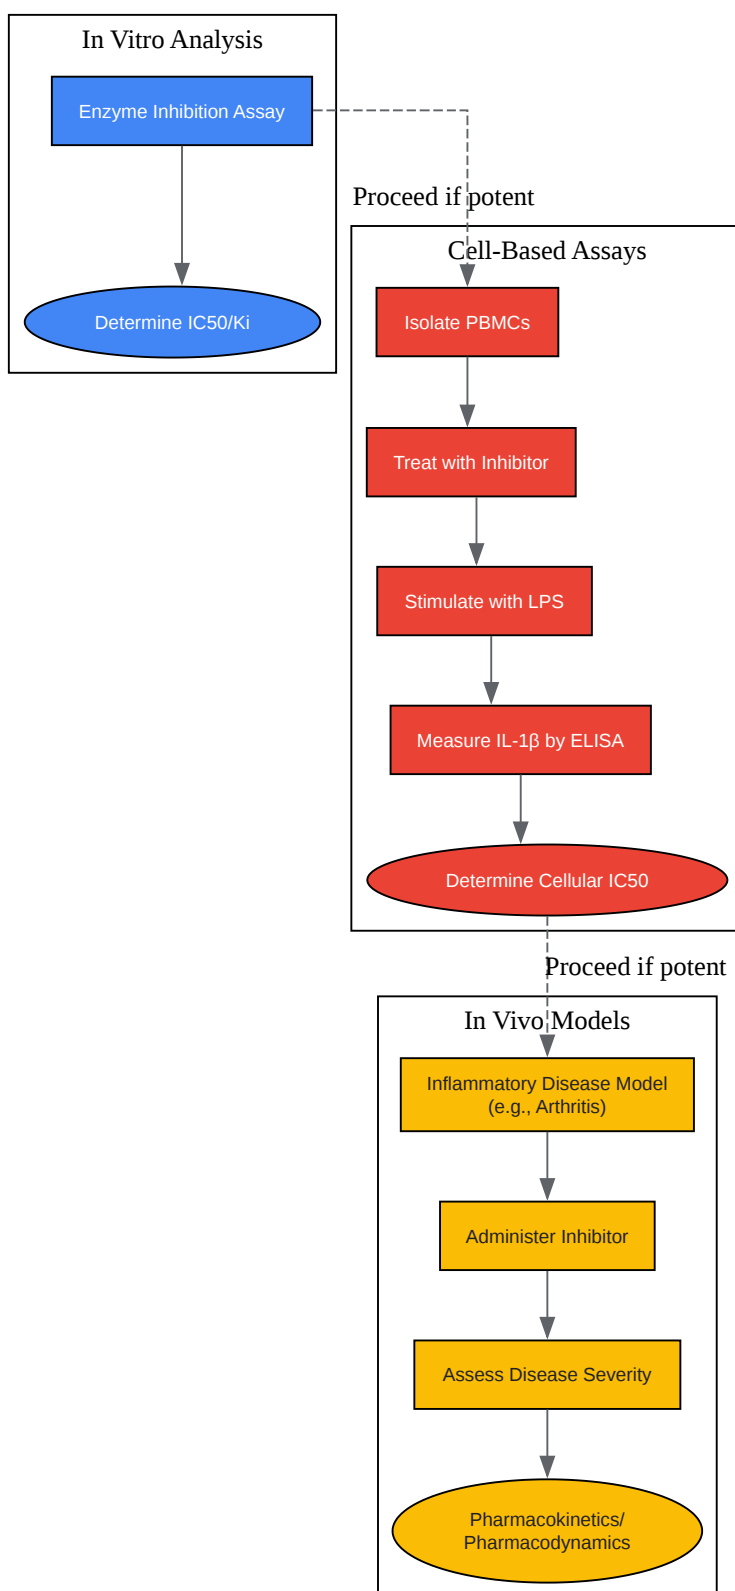 In Vitro Analysis
Enzyme Inhibition Assay
Determine IC50/Ki
Proceed if potent
Cell-Based Assays
Isolate PBMCs
Treat with Inhibitor
Stimulate with LPS
Measure IL-1β by ELISA
Determine Cellular IC50
Proceed if potent
In Vivo Models
Inflammatory Disease Model
(e.g., Arthritis)
Administer Inhibitor
Assess Disease Severity
Pharmacokinetics/
Pharmacodynamics